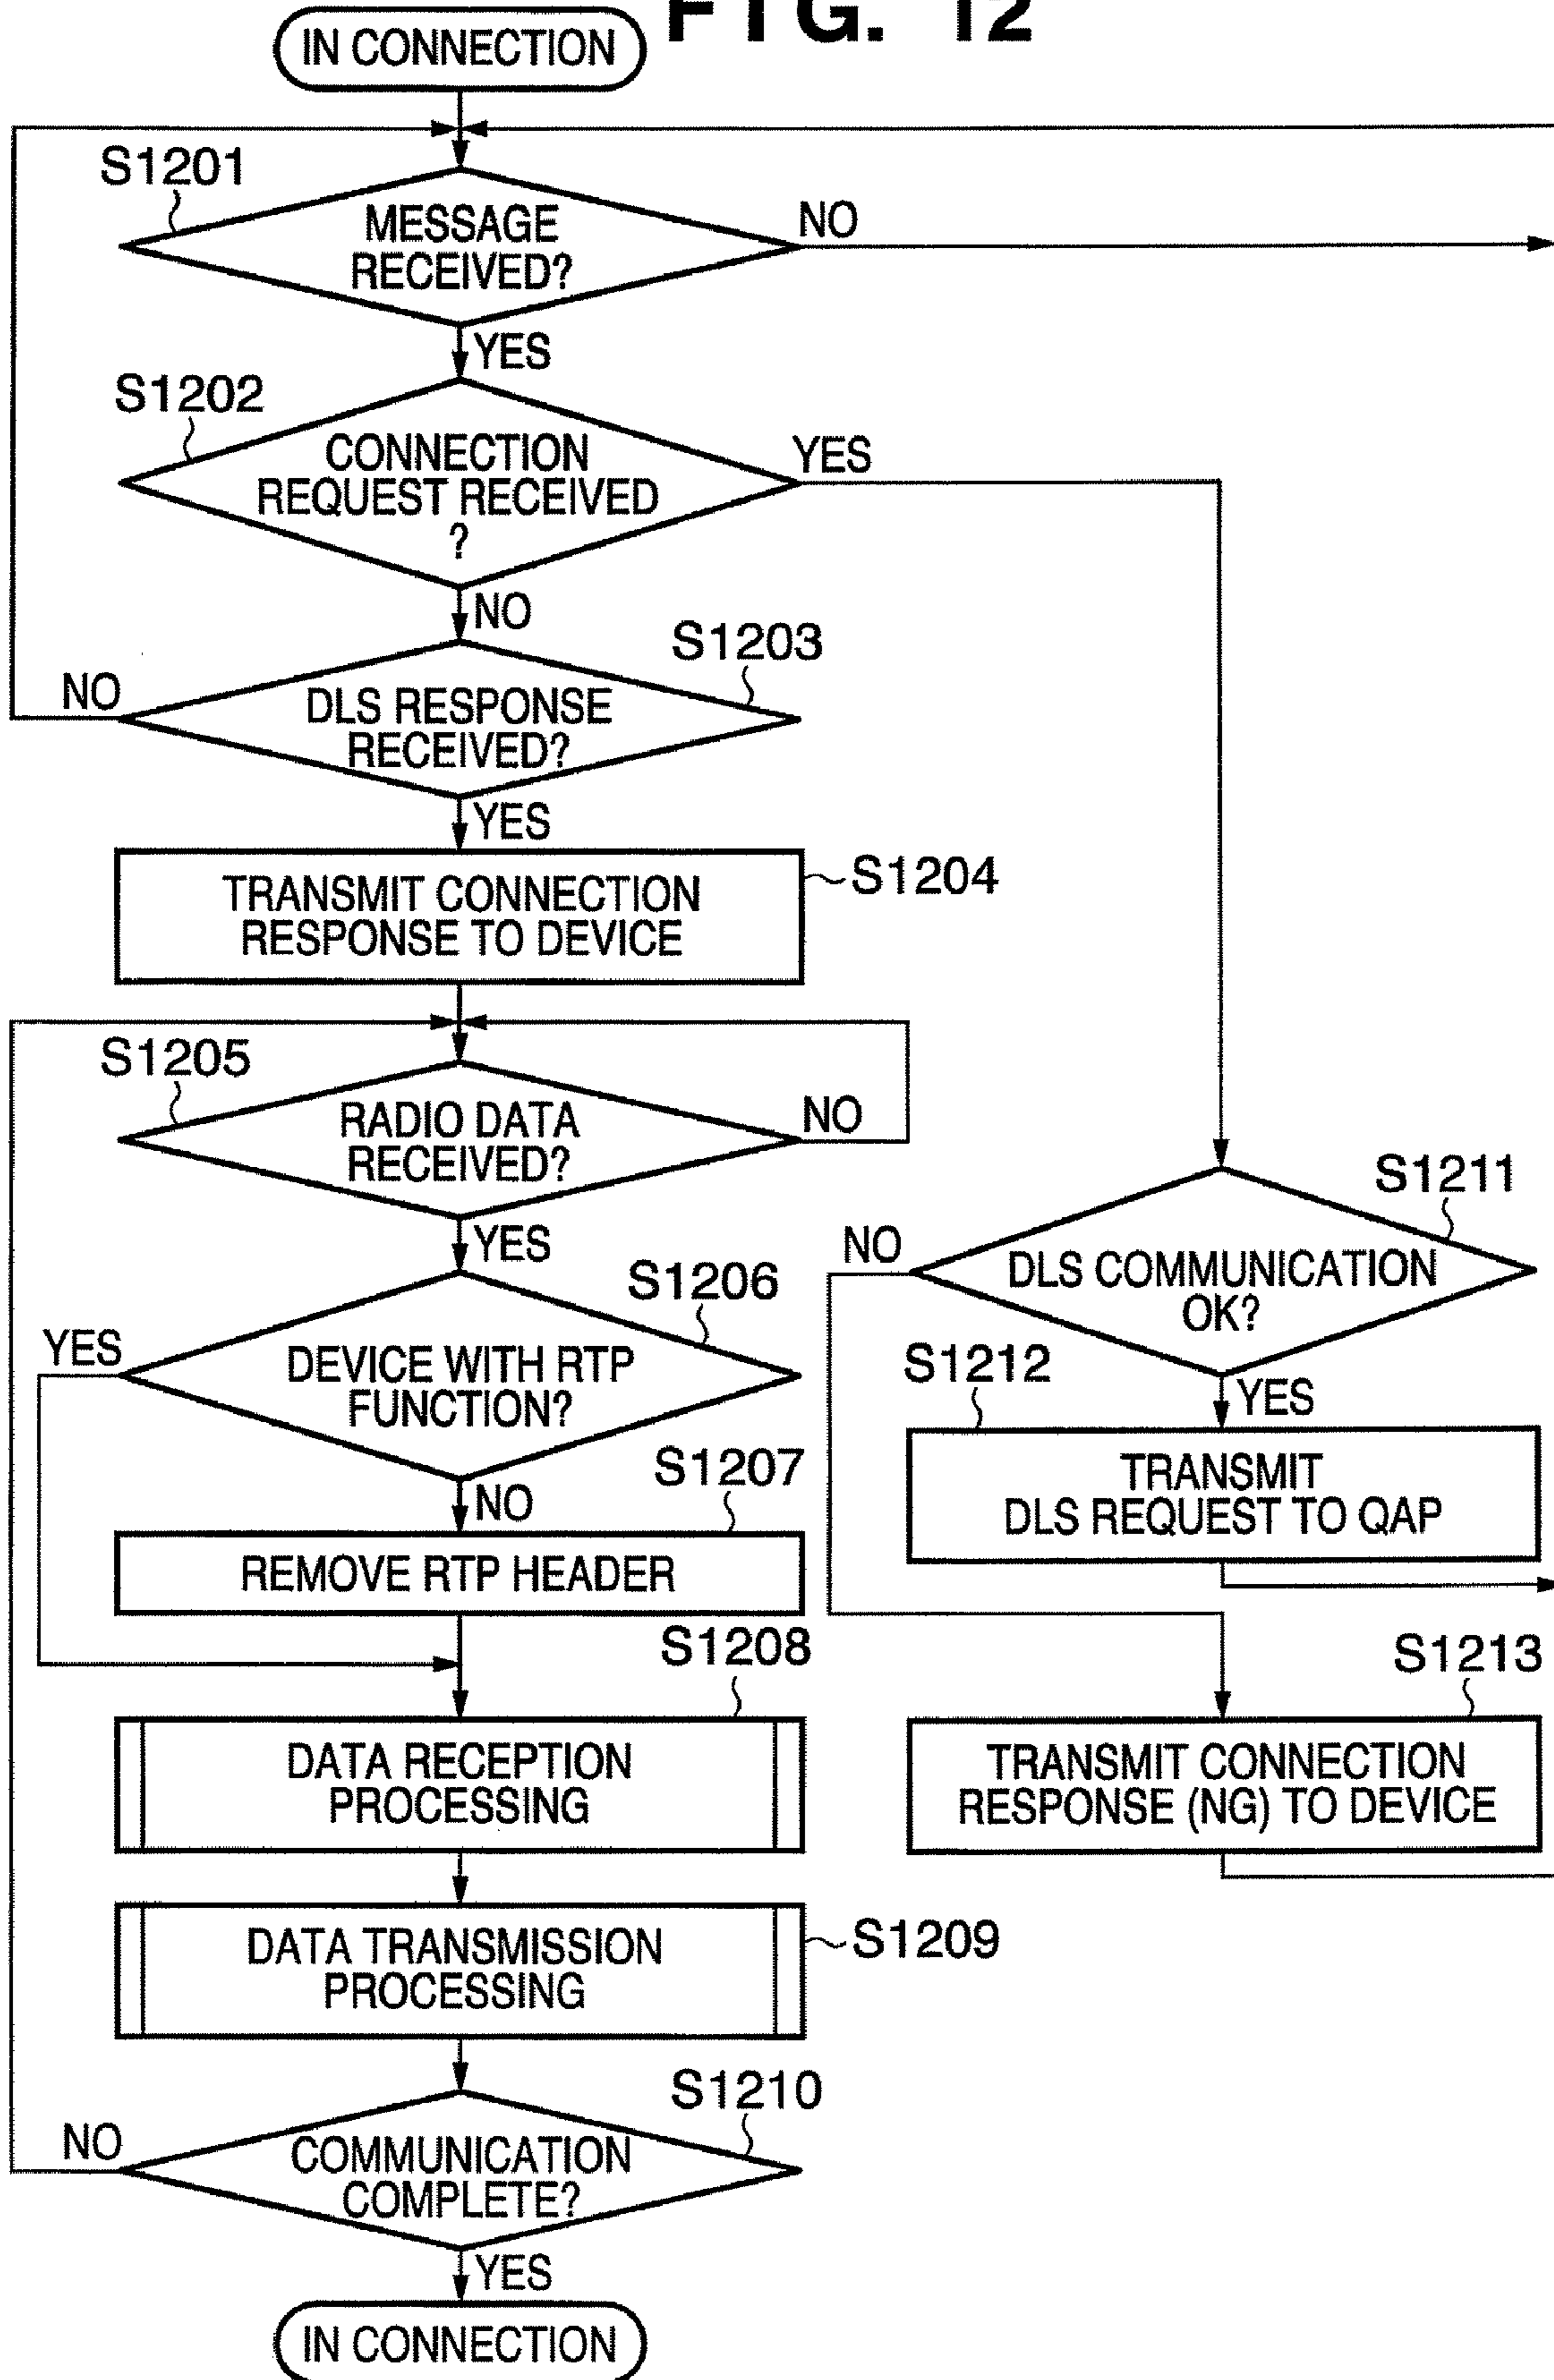 FIG. 12
IN CONNECTION
S1201
MESSAGE
RECEIVED?
NO
YES
S1202
CONNECTION
REQUEST RECEIVED
?
YES
NO
S1203
DLS RESPONSE
RECEIVED?
NO
YES
TRANSMIT CONNECTION
RESPONSE TO DEVICE
S1204
S1205
RADIO DATA
RECEIVED?
NO
YES
S1206
DEVICE WITH RTP
FUNCTION?
YES
NO
S1207
REMOVE RTP HEADER
S1208
DATA RECEPTION
PROCESSING
DATA TRANSMISSION
PROCESSING
S1209
S1210
COMMUNICATION
COMPLETE?
NO
YES
IN CONNECTION
S1211
DLS COMMUNICATION
OK?
NO
YES
S1212
TRANSMIT
DLS REQUEST TO QAP
S1213
TRANSMIT CONNECTION
RESPONSE (NG) TO DEVICE